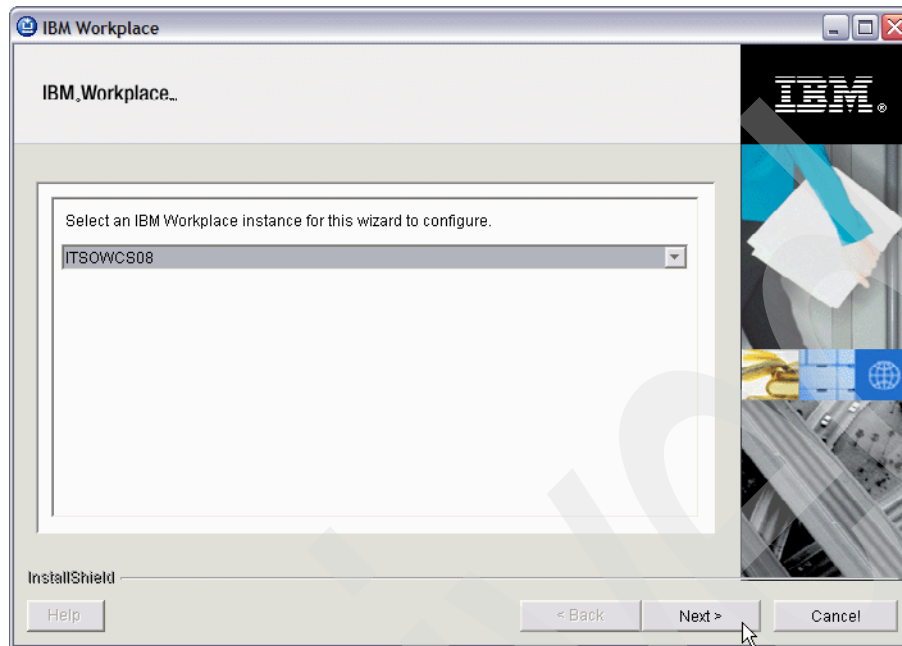 IBM Workplace
IBM Workplace™
IBM®
Select an IBM Workplace instance for this wizard to configure.
ITSOWCS08
InstallShield
Help
< Back
Next >
Cancel